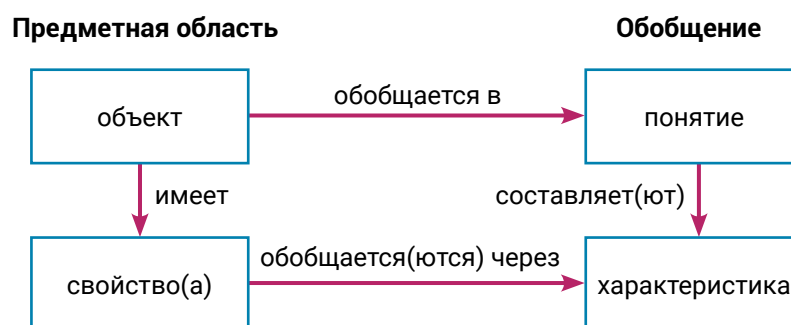 Предметная область
Обобщение
объект
обобщается в
понятие
имеет
составляет(ют)
свойство(а)
обобщается(ются) через
характеристика